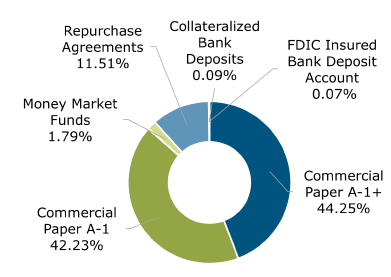 Repurchase
Agreements
11.51%
Collateralized
Bank
Deposits
0.09%
FDIC Insured
Bank Deposit
Account
0.07%
Money Market
Funds
1.79%
Commercial
Paper A-1+
44.25%
Commercial
Paper A-1
42.23%